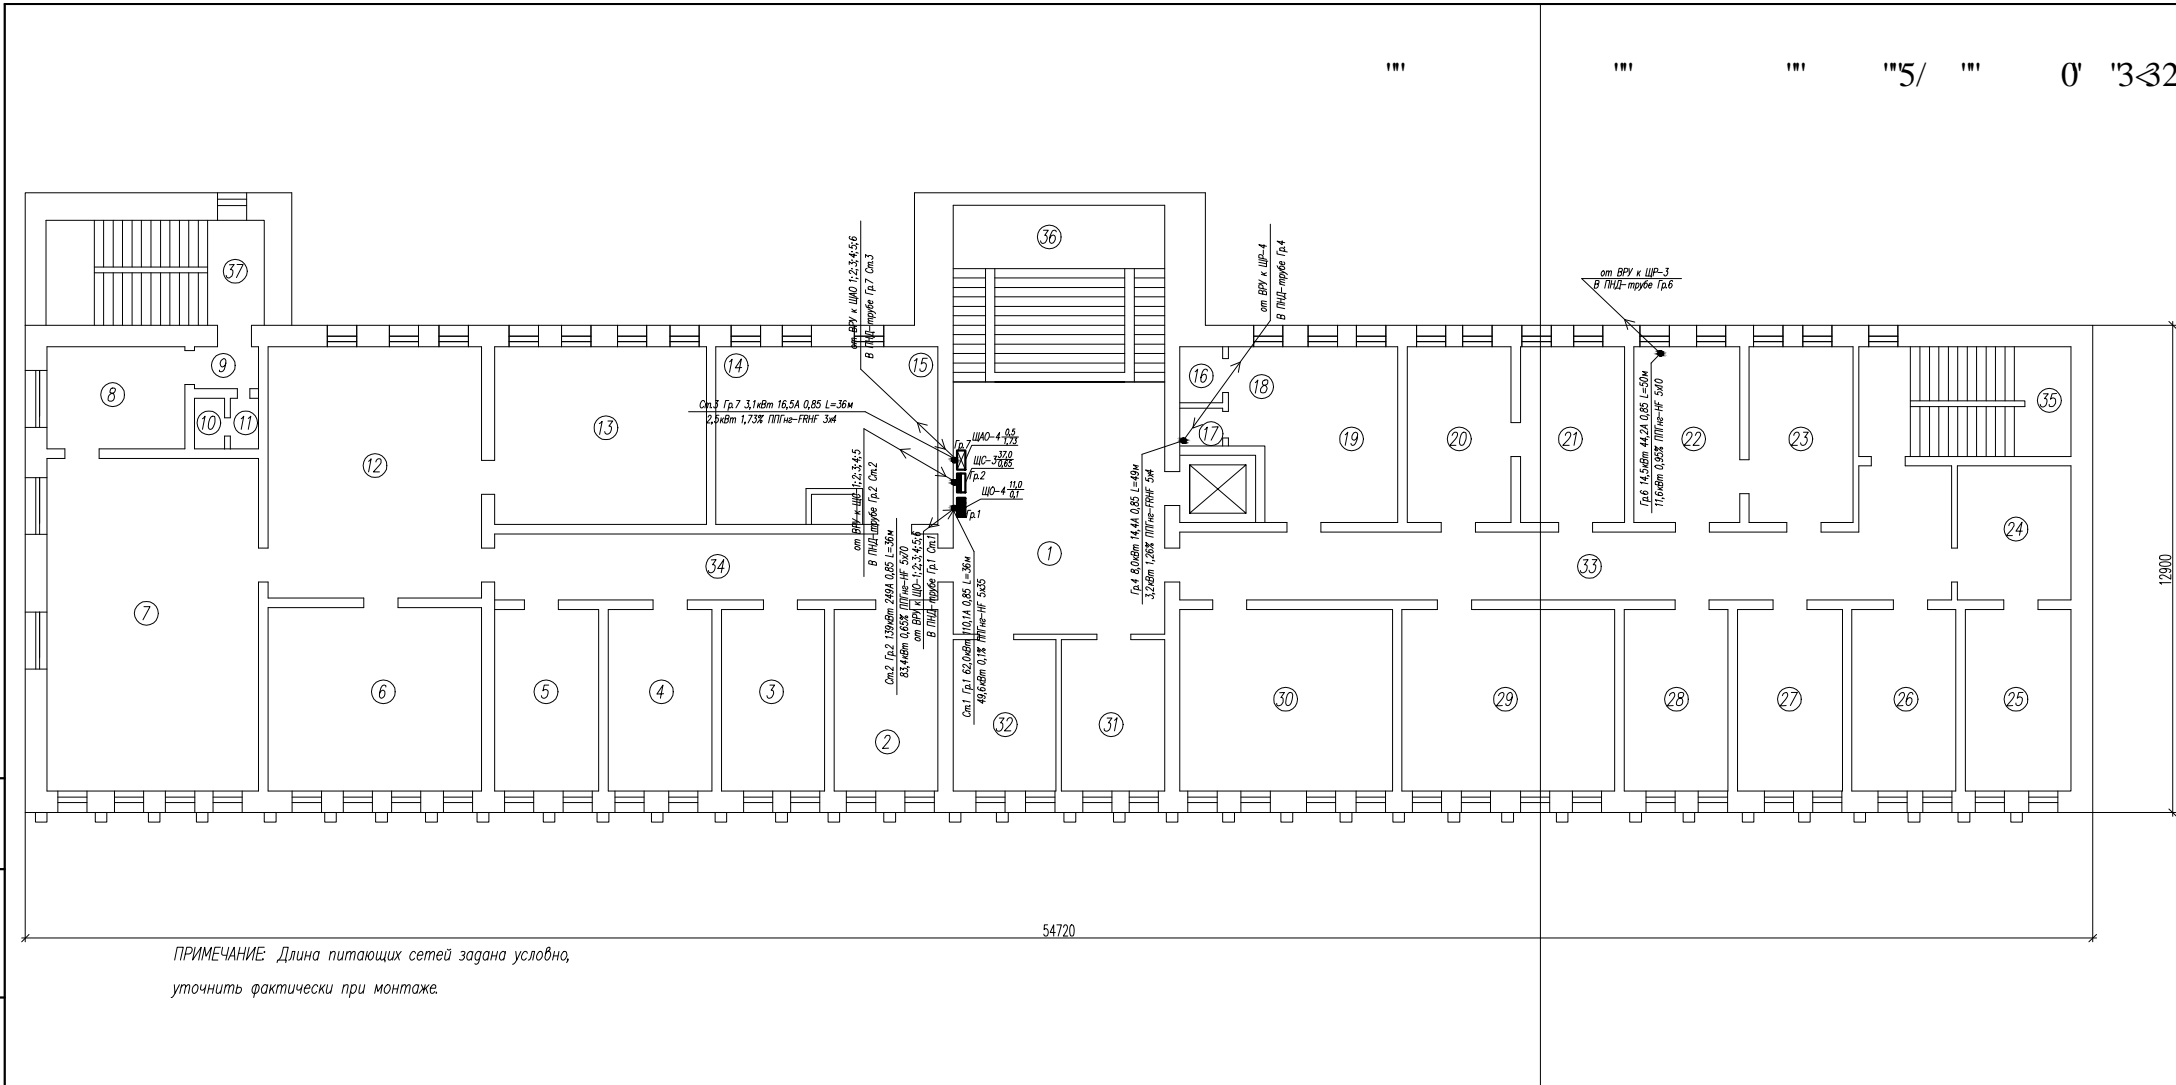 "" "" "" ""5/ "" 0' "3<32
36
37
от ВРУ к ЩАО 1;2;3;4;5;6
В ПНД-трубе Гр.7 Ст.3
от ВРУ к ЩР-4
В ПНД-трубе Гр.4
от ВРУ к ЩР-3
В ПНД-трубе Гр.6
9
8
10
11
12
13
14
15
16
17
18
19
20
21
22
23
35
Ст.3 Гр.7 3,1кВт 16,5А 0,85 L=36м
2,5кВт 1,73% ППГнг-FRHF 3х4
Гр.7
ЩАО-4 0,5
1,73
ЩС-3 37,0
0,65
Гр.2
ЩО-4 11,0
0,1
Гр.1
от ВРУ к ЩС-1;2;3;4;5
В ПНД-трубе Гр.2 Ст.2
Ст.2 Гр.2 139кВт 249А 0,85 L=36м
83,4кВт 0,65% ППГнг-HF 5х70
от ВРУ к ЩО-1;2;3;4;5;6
В ПНД-трубе Гр.1 Ст.1
Ст.1 Гр.1 62,0кВт 110,1А 0,85 L=36м
49,6кВт 0,1% ППГнг-HF 5х35
Гр.4 8,0кВт 14,4А 0,85 L=49м
3,2кВт 1,26% ППГнг-FRHF 5х4
Гр.6 14,5кВт 44,2А 0,85 L=50м
11,6кВт 0,95% ППГнг-HF 5х10
24
34
1
33
12900
7
6
5
4
3
2
32
31
30
29
28
27
26
25
54720
ПРИМЕЧАНИЕ: Длина питающих сетей задана условно,
уточнить фактически при монтаже.